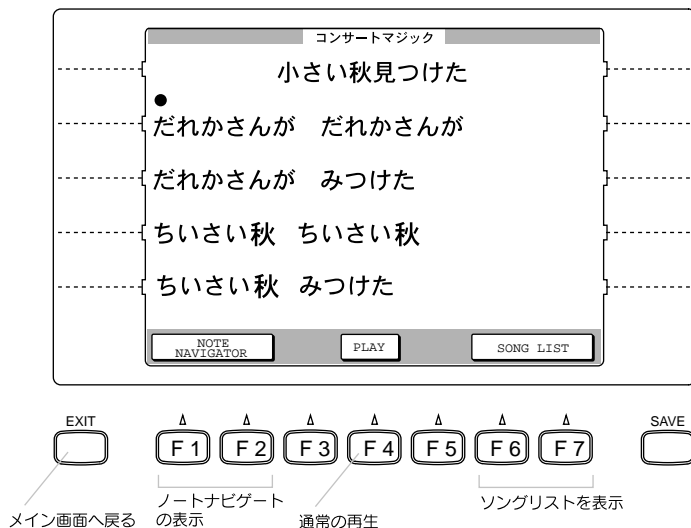 コンサートマジック
小さい秋見つけた
だれかさんが だれかさんが
だれかさんが みつけた
ちいさい秋 ちいさい秋
ちいさい秋 みつけた
NOTE
NAVIGATOR
PLAY
SONG LIST
EXIT
F1
F2
F3
F4
F5
F6
F7
SAVE
メイン画面へ戻る
ノートナビゲート
の表示
通常の再生
ソングリストを表示